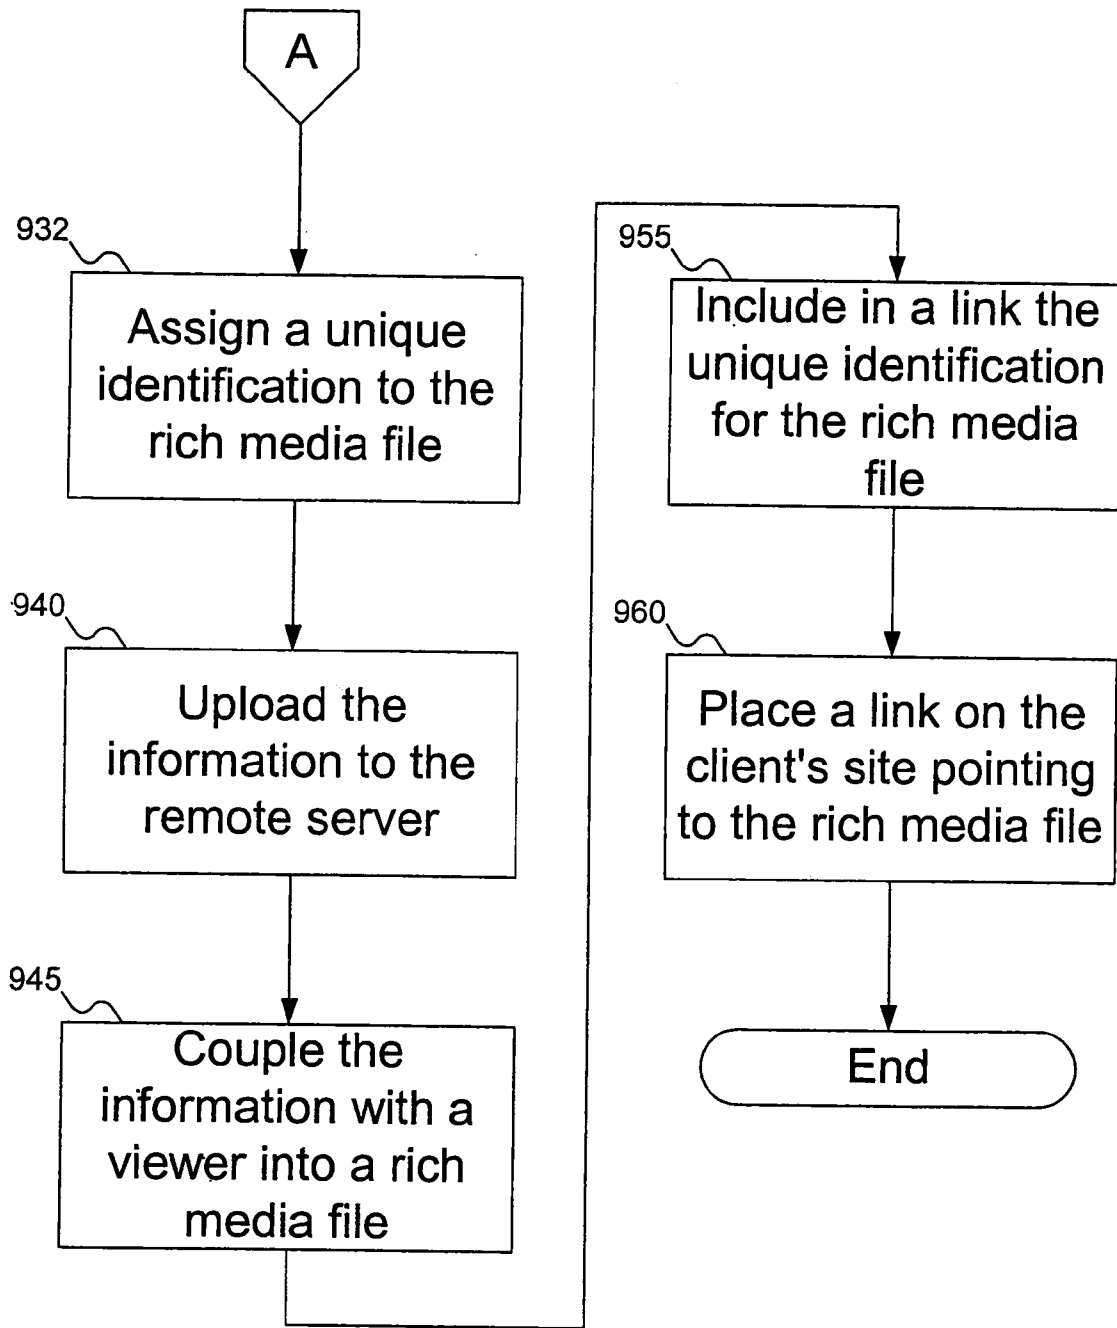 A
932
Assign a unique
identification to the
rich media file
940
Upload the
information to the
remote server
945
Couple the
information with a
viewer into a rich
media file
955
Include in a link the
unique identification
for the rich media
file
960
Place a link on the
client's site pointing
to the rich media file
End